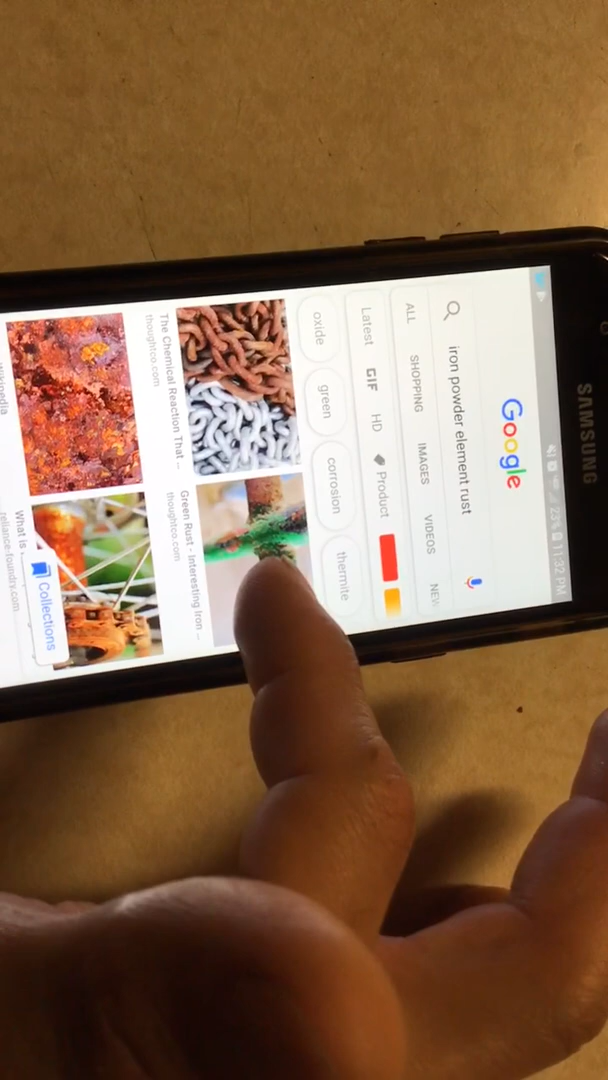 SAMSUNG
23% 11:32 PM
Google
iron powder element rust
ALL SHOPPING IMAGES VIDEOS NEW
Latest GIF HD Product
oxide green corrosion thermite
The Chemical Reaction That ...
thoughtco.com
Green Rust - Interesting Iron ...
thoughtco.com
Wikipedia
What is
reliance-foundry.com
Collections